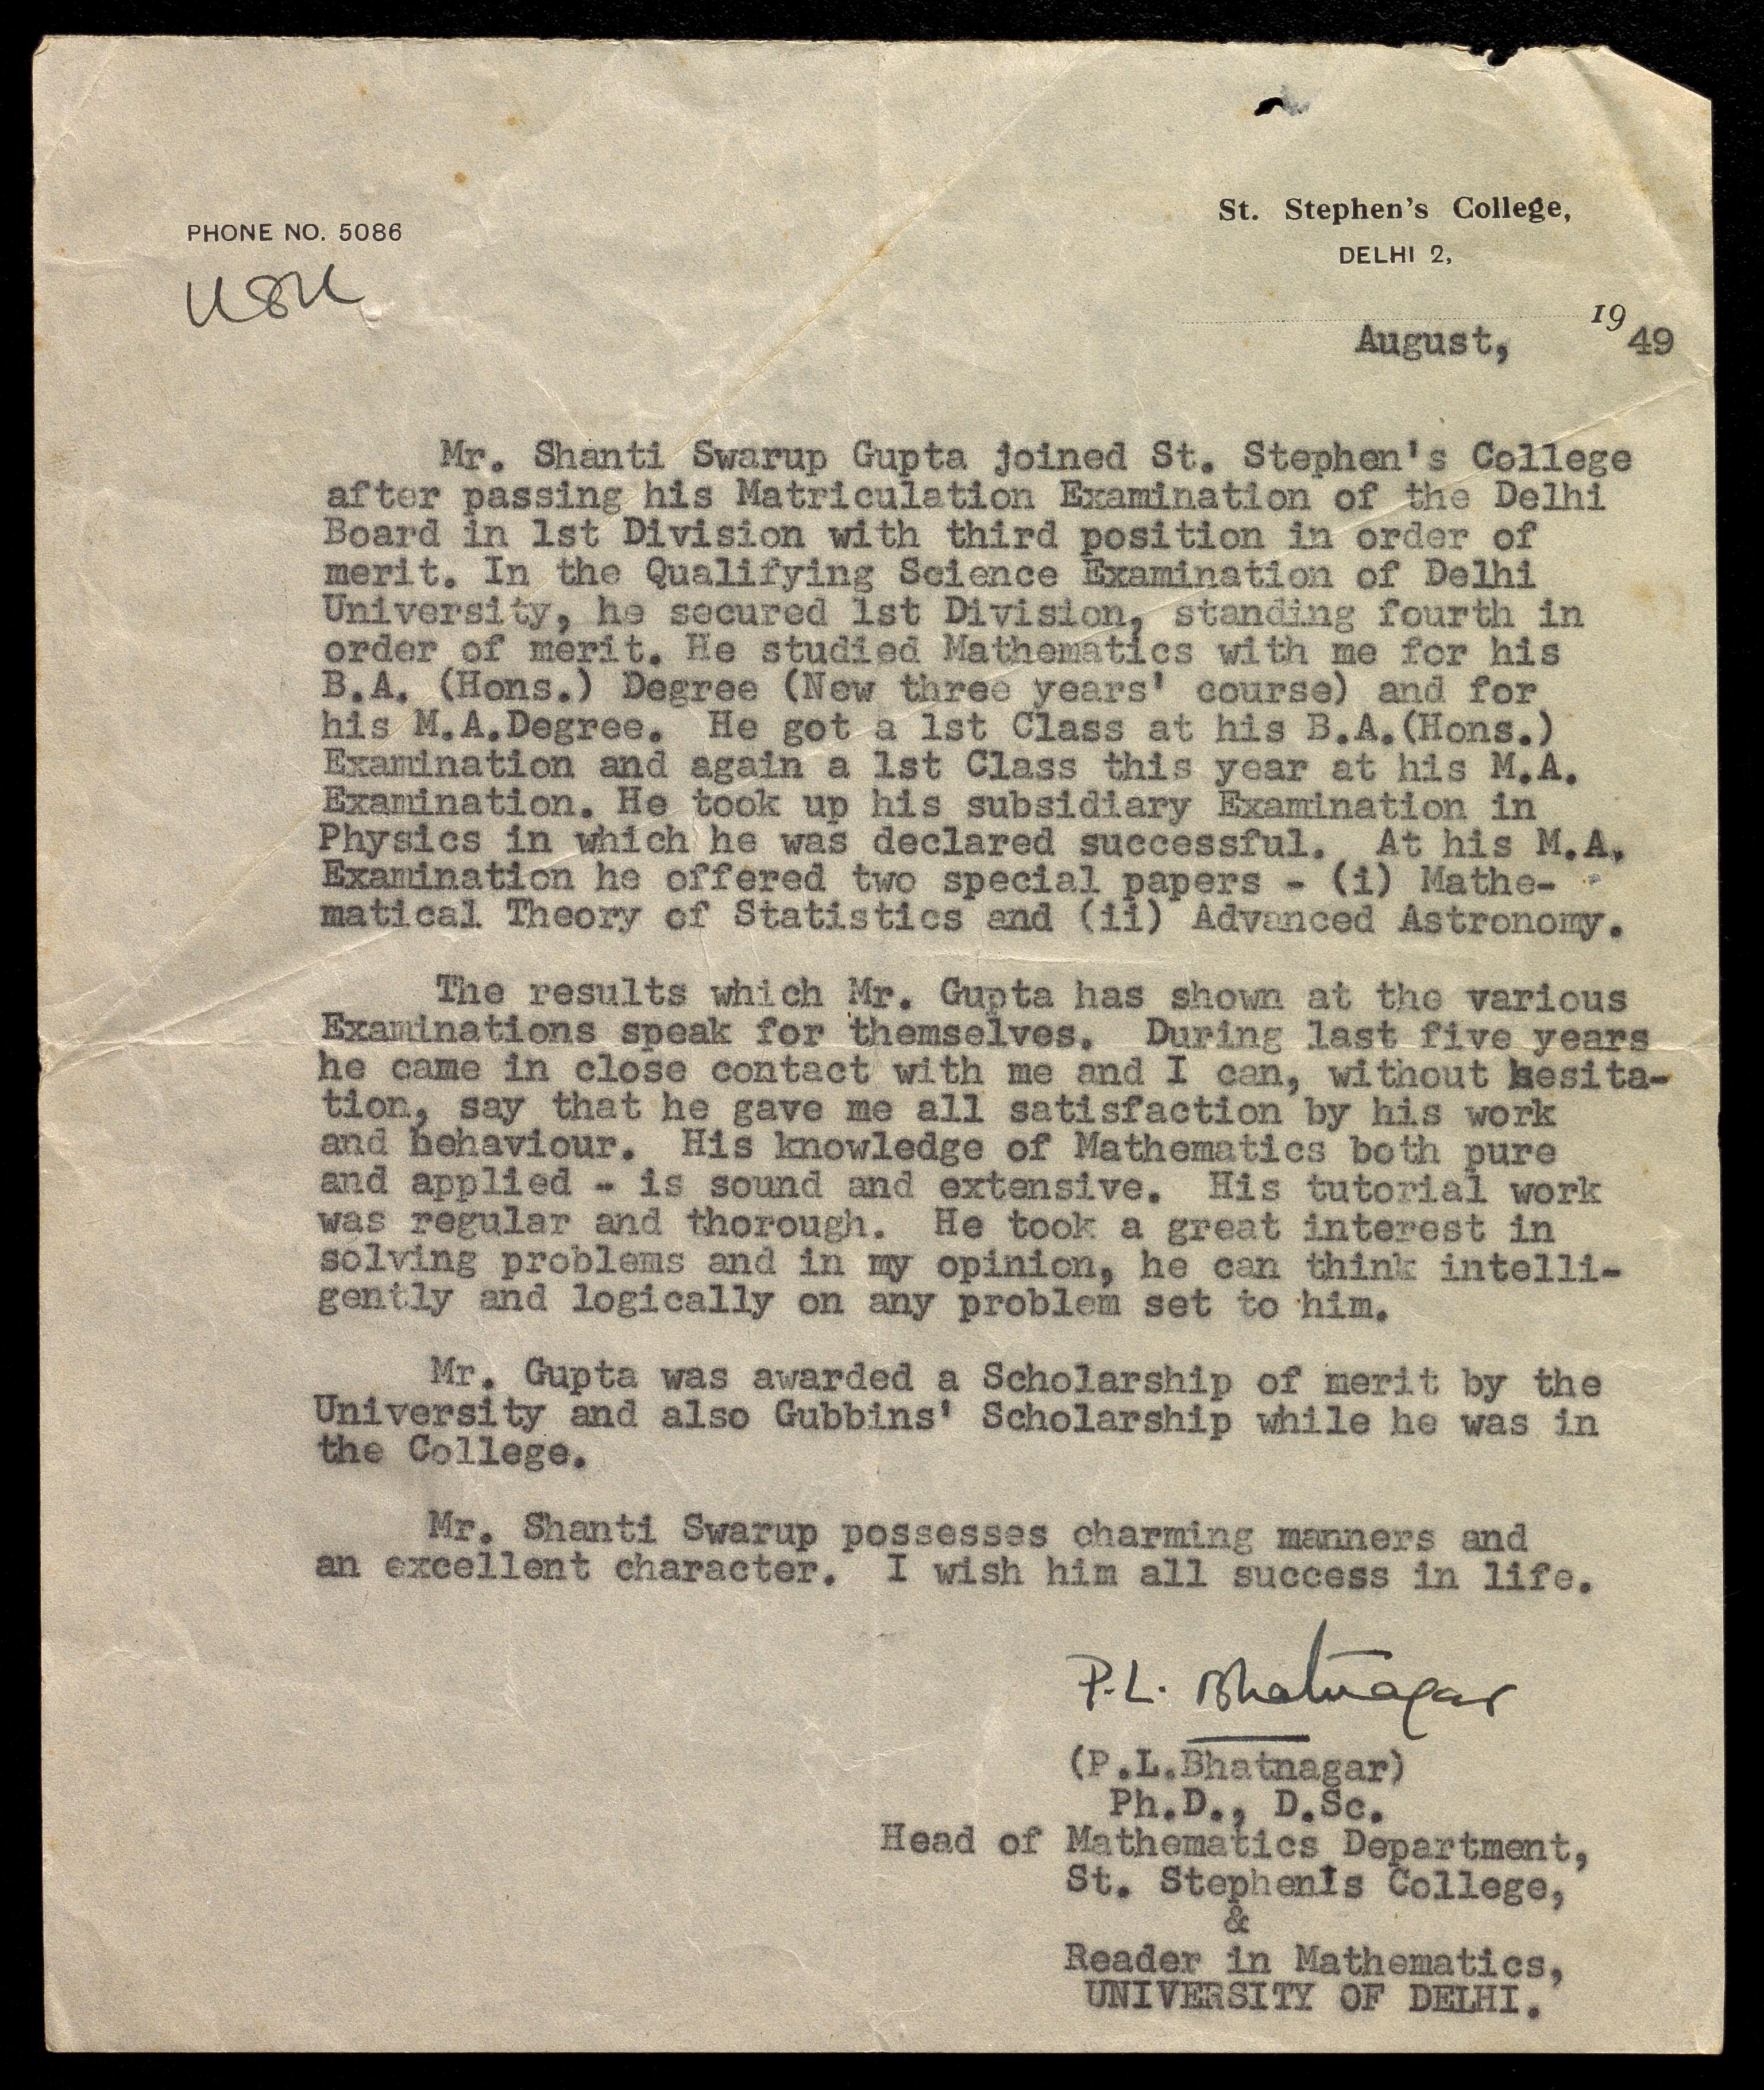 PHONE NO. 5086
St. Stephen's College,
DELHI 2,
August, 1949
Mr. Shanti Swarup Gupta joined St. Stephen's College
after passing his Matriculation Examination of the Delhi
Board in 1st Division with third position in order of
merit. In the Qualifying Science Examination of Delhi
University, he secured 1st Division, standing fourth in
order of merit. He studied Mathematics with me for his
B.A. (Hons.) Degree (New three years' course) and for
his M.A.Degree. He got a 1st Class at his B.A.(Hons.)
Examination and again a 1st Class this year at his M.A.
Examination. He took up his subsidiary Examination in
Physics in which he was declared successful. At his M.A.
Examination he offered two special papers - (i) Mathe-
matical Theory of Statistics and (ii) Advanced Astronomy.
The results which Mr. Gupta has shown at the various
Examinations speak for themselves. During last five years
he came in close contact with me and I can, without hesita-
tion, say that he gave me all satisfaction by his work
and behaviour. His knowledge of Mathematics both pure
and applied - is sound and extensive. His tutorial work
was regular and thorough. He took a great interest in
solving problems and in my opinion, he can think intelli-
gently and logically on any problem set to him.
Mr. Gupta was awarded a Scholarship of merit by the
University and also Gubbins' Scholarship while he was in
the College.
Mr. Shanti Swarup possesses charming manners and
an excellent character. I wish him all success in life.
P.L. Bhatnagar
(P.L.Bhatnagar)
Ph.D., D.Sc.
Head of Mathematics Department,
St. Stephen's College,
&
Reader in Mathematics,
UNIVERSITY OF DELHI.